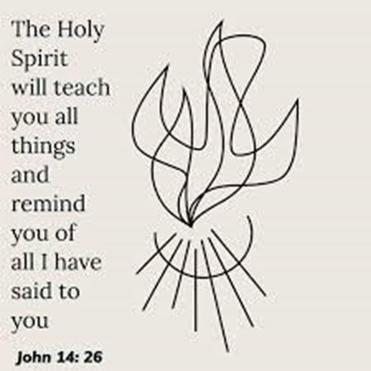 The Holy
Spirit
will teach
you all
things
and
remind
you of
all I have
said to
you
John 14: 26